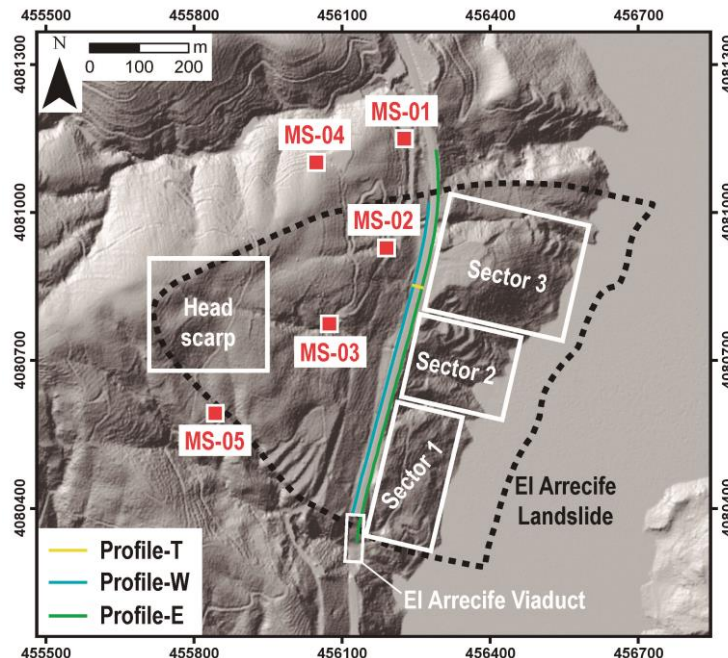 455500 455800 456100 456400 456700
N
0 100 200 m
4081300
4081300
MS-01
MS-04
4081000
4081000
MS-02
Sector 3
Head
scarp
MS-03
4080700
4080700
Sector 2
MS-05
Sector 1
El Arrecife
Landslide
4080400
4080400
Profile-T
Profile-W
Profile-E
El Arrecife Viaduct
455500 455800 456100 456400 456700